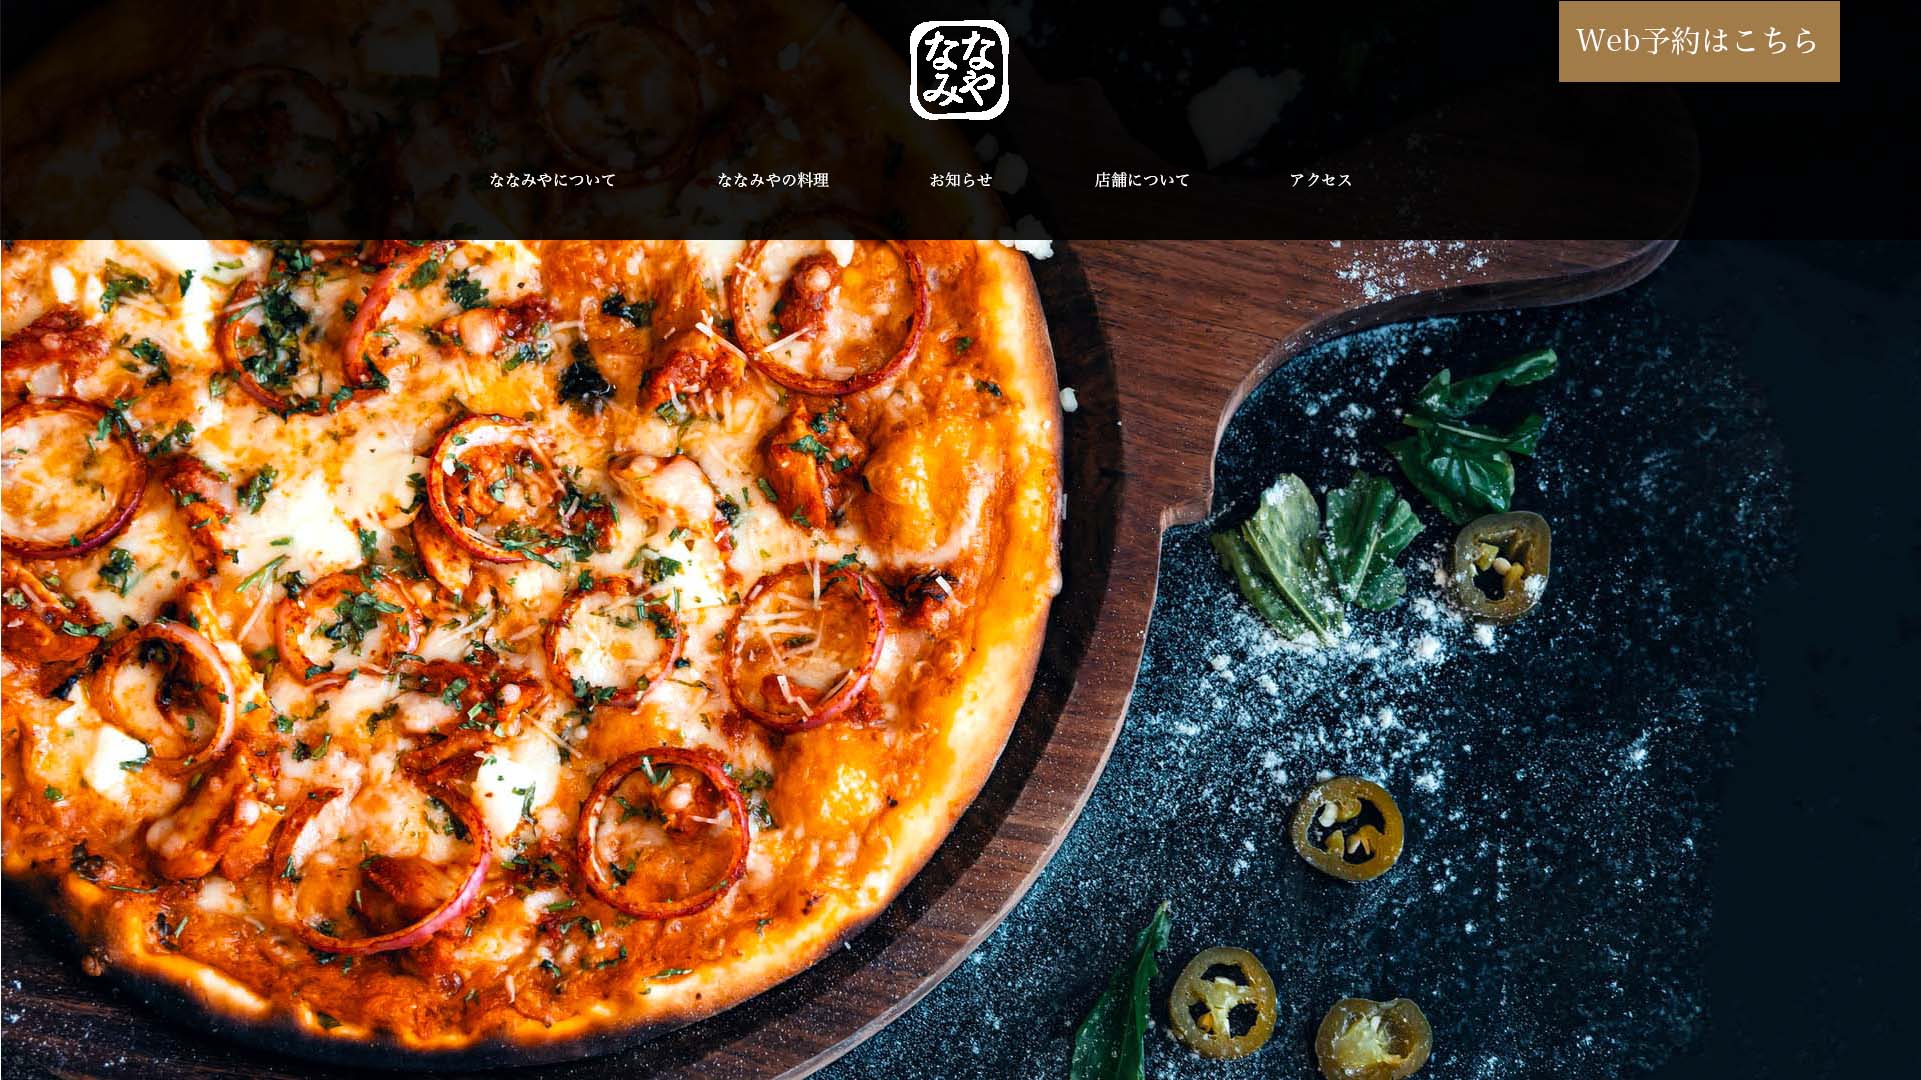 ななみや
Web予約はこちら
ななみやについて
ななみやの料理
お知らせ
店舗について
アクセス